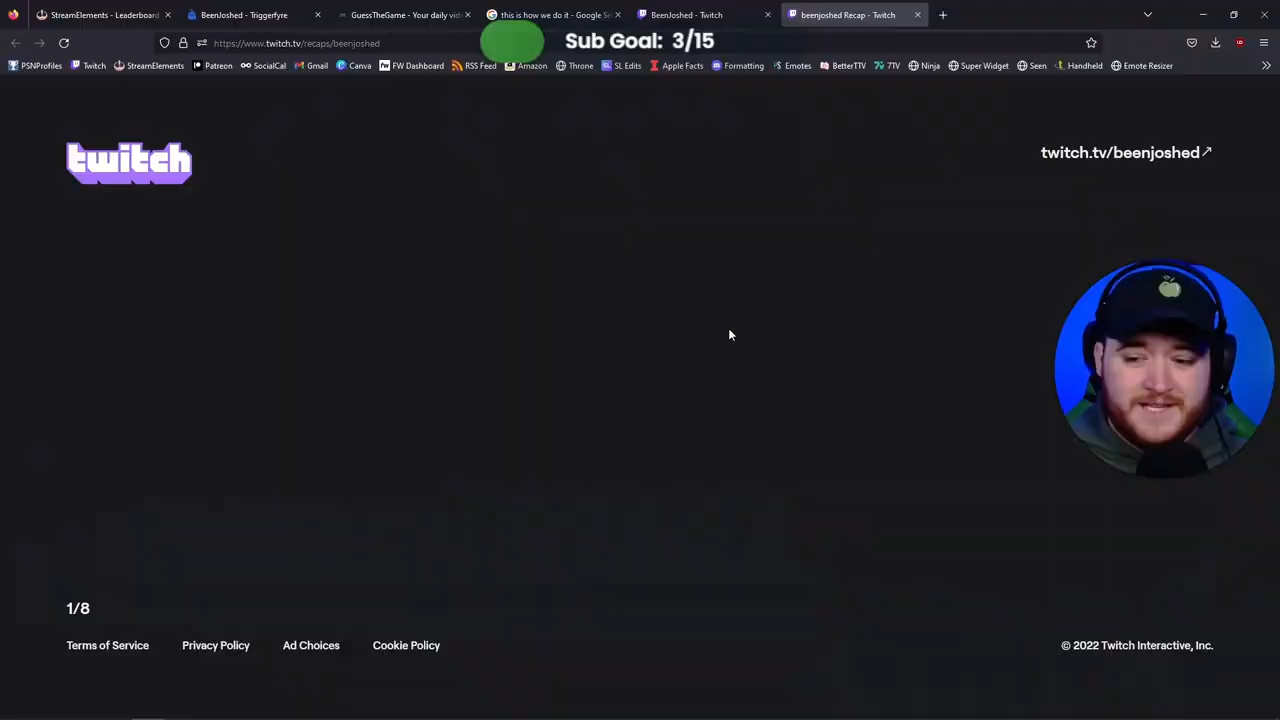 StreamElements - Leaderboard
BeenJoshed - Triggerfyre
GuessTheGame - Your daily vid
this is how we do it - Google Se
BeenJoshed - Twitch
beenjoshed Recap - Twitch
https://www.twitch.tv/recaps/beenjoshed
Sub Goal: 3/15
PSNProfiles
Twitch
StreamElements
Patreon
SocialCal
Gmail
Canva
FW Dashboard
RSS Feed
Amazon
Throne
SL Edits
Apple Facts
Formatting
Emotes
BetterTTV
7TV
Ninja
Super Widget
Seen
Handheld
Emote Resizer
twitch
twitch.tv/beenjoshed↗
1/8
Terms of Service
Privacy Policy
Ad Choices
Cookie Policy
© 2022 Twitch Interactive, Inc.